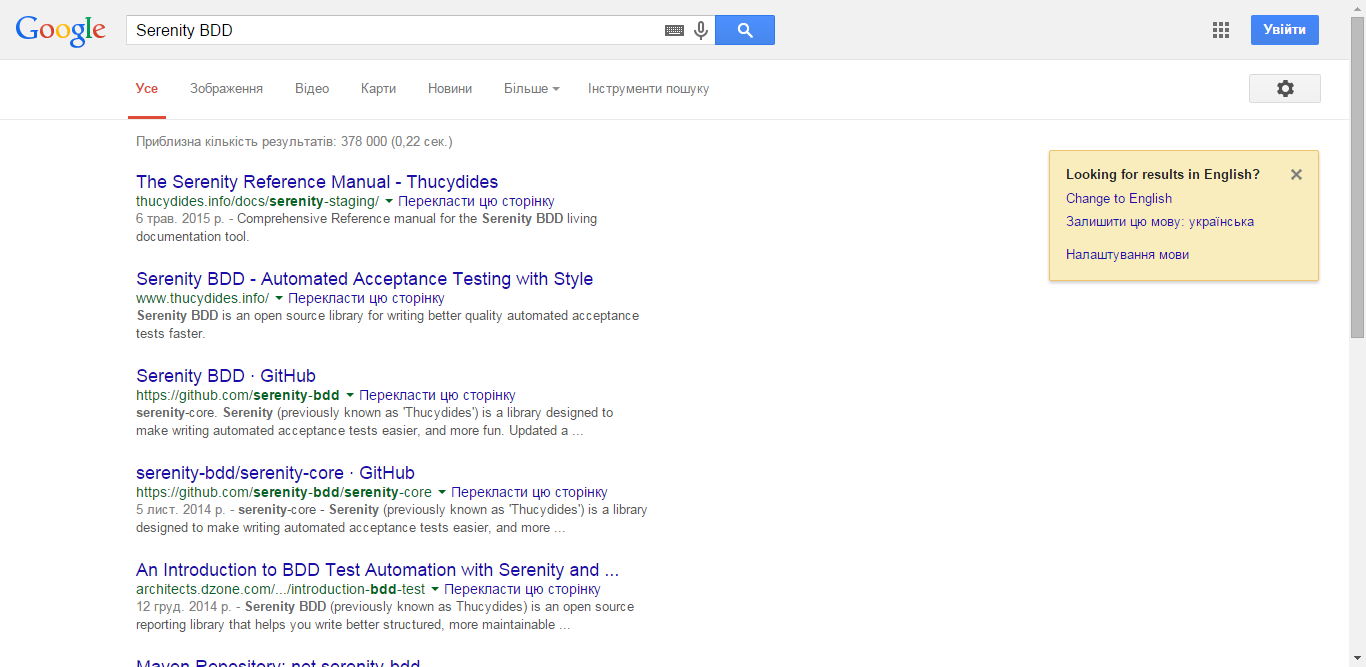 Google
Serenity BDD
Увійти
Усе Зображення Відео Карти Новини Більше Інструменти пошуку
Приблизна кількість результатів: 378 000 (0,22 сек.)
The Serenity Reference Manual - Thucydides
thucydides.info/docs/serenity-staging/ Перекласти цю сторінку
6 трав. 2015 р. - Comprehensive Reference manual for the Serenity BDD living
documentation tool.
Serenity BDD - Automated Acceptance Testing with Style
www.thucydides.info/ Перекласти цю сторінку
Serenity BDD is an open source library for writing better quality automated acceptance
tests faster.
Serenity BDD · GitHub
https://github.com/serenity-bdd Перекласти цю сторінку
serenity-core. Serenity (previously known as 'Thucydides') is a library designed to
make writing automated acceptance tests easier, and more fun. Updated a ...
serenity-bdd/serenity-core · GitHub
https://github.com/serenity-bdd/serenity-core Перекласти цю сторінку
5 лист. 2014 р. - serenity-core - Serenity (previously known as 'Thucydides') is a library
designed to make writing automated acceptance tests easier, and more ...
An Introduction to BDD Test Automation with Serenity and ...
architects.dzone.com/.../introduction-bdd-test Перекласти цю сторінку
12 груд. 2014 р. - Serenity BDD (previously known as Thucydides) is an open source
reporting library that helps you write better structured, more maintainable ...
Maven Repository: net.serenity-bdd
Looking for results in English?
Change to English
Залишити цю мову: українська
Налаштування мови